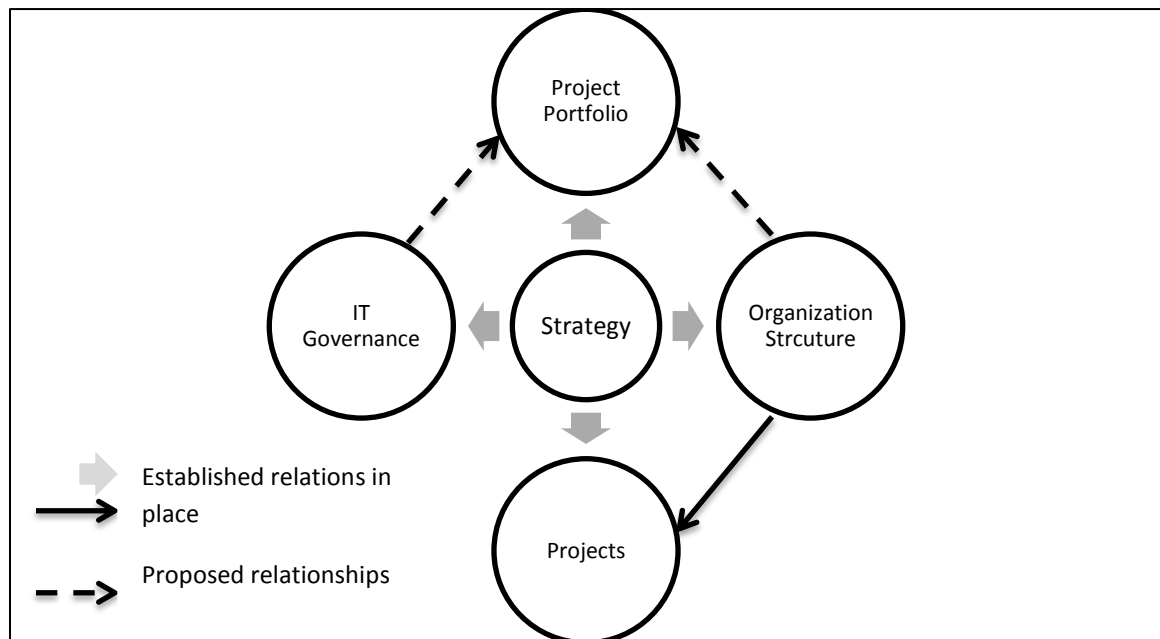 Project
Portfolio
IT
Governance
Strategy
Organization
Strcuture
Projects
Established relations in
place
Proposed relationships